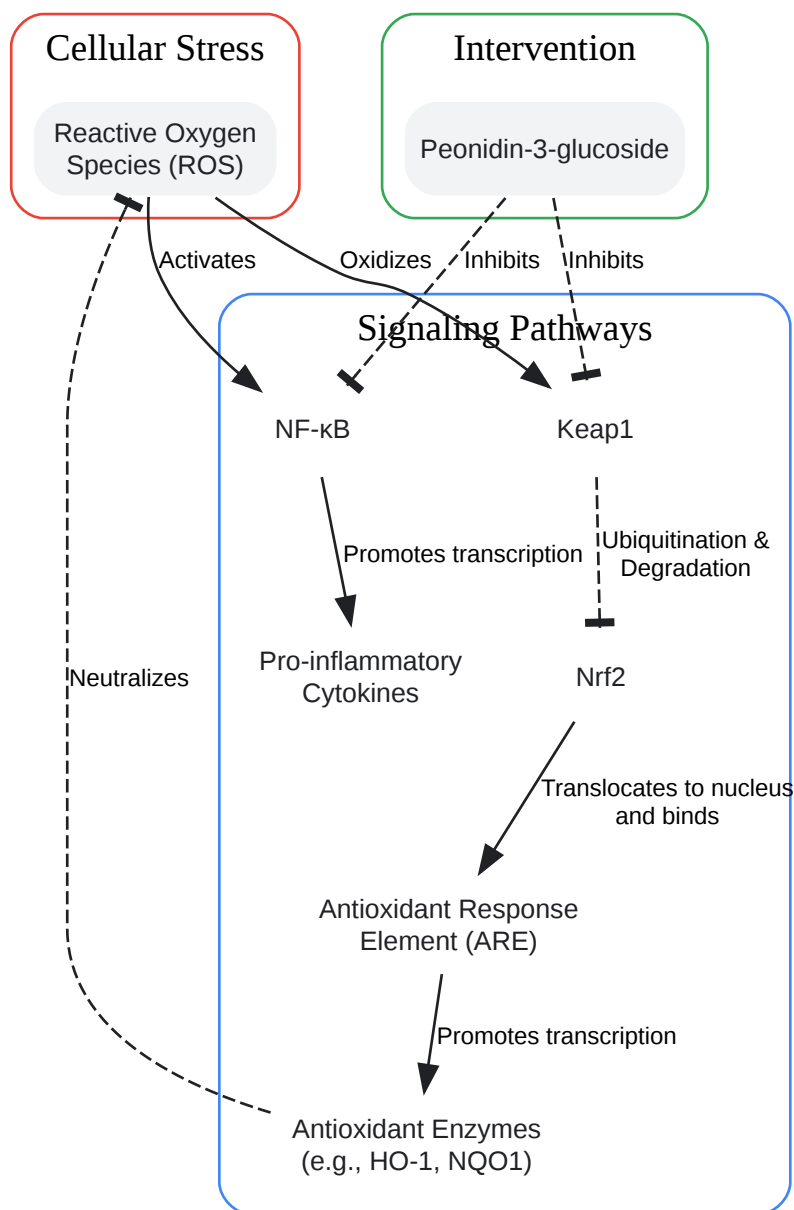 Cellular Stress
Intervention
Reactive Oxygen
Species (ROS)
Peonidin-3-glucoside
Activates
Oxidizes
Inhibits
Inhibits
Signaling Pathways
NF-κB
Keap1
Promotes transcription
Ubiquitination &
Degradation
Pro-inflammatory
Cytokines
Neutralizes
Nrf2
Translocates to nucleus
and binds
Antioxidant Response
Element (ARE)
Promotes transcription
Antioxidant Enzymes
(e.g., HO-1, NQO1)